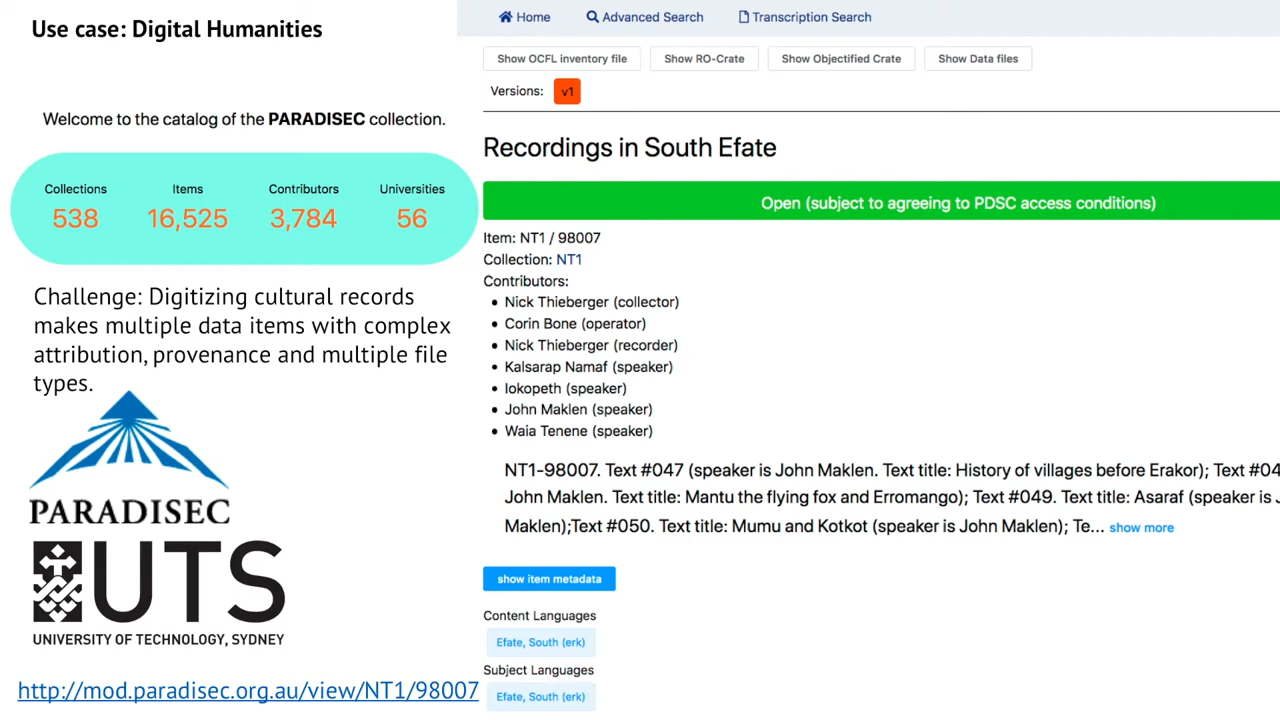 Use case: Digital Humanities
Welcome to the catalog of the PARADISEC collection.
Collections Items Contributors Universities
538 16,525 3,784 56
Challenge: Digitizing cultural records
makes multiple data items with complex
attribution, provenance and multiple file
types.
PARADISEC
UTS
UNIVERSITY OF TECHNOLOGY, SYDNEY
http://mod.paradisec.org.au/view/NT1/98007
Home Advanced Search Transcription Search
Show OCFL inventory file Show RO-Crate Show Objectified Crate Show Data files
Versions: v1
Recordings in South Efate
Open (subject to agreeing to PDSC access conditions)
Item: NT1 / 98007
Collection: NT1
Contributors:
• Nick Thieberger (collector)
• Corin Bone (operator)
• Nick Thieberger (recorder)
• Kalsarap Namaf (speaker)
• Iokopeth (speaker)
• John Maklen (speaker)
• Waia Tenene (speaker)
NT1-98007. Text #047 (speaker is John Maklen. Text title: History of villages before Erakor); Text #04
John Maklen. Text title: Mantu the flying fox and Erromango); Text #049. Text title: Asaraf (speaker is J
Maklen);Text #050. Text title: Mumu and Kotkot (speaker is John Maklen); Te... show more
show item metadata
Content Languages
Efate, South (erk)
Subject Languages
Efate, South (erk)